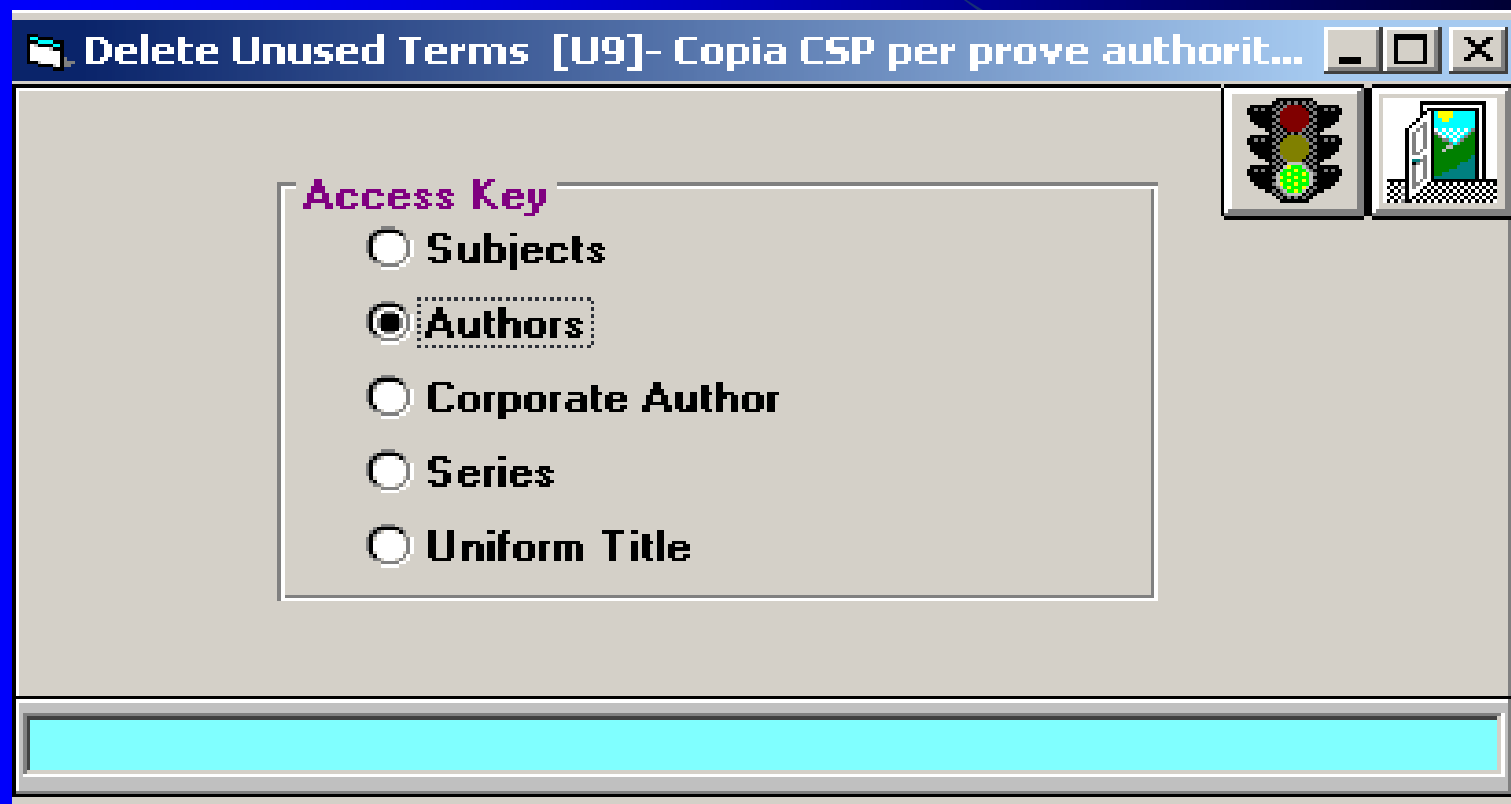 Delete Unused Terms [U9]- Copia CSP per prove authorit...
Access Key
Subjects
Authors
Corporate Author
Series
Uniform Title